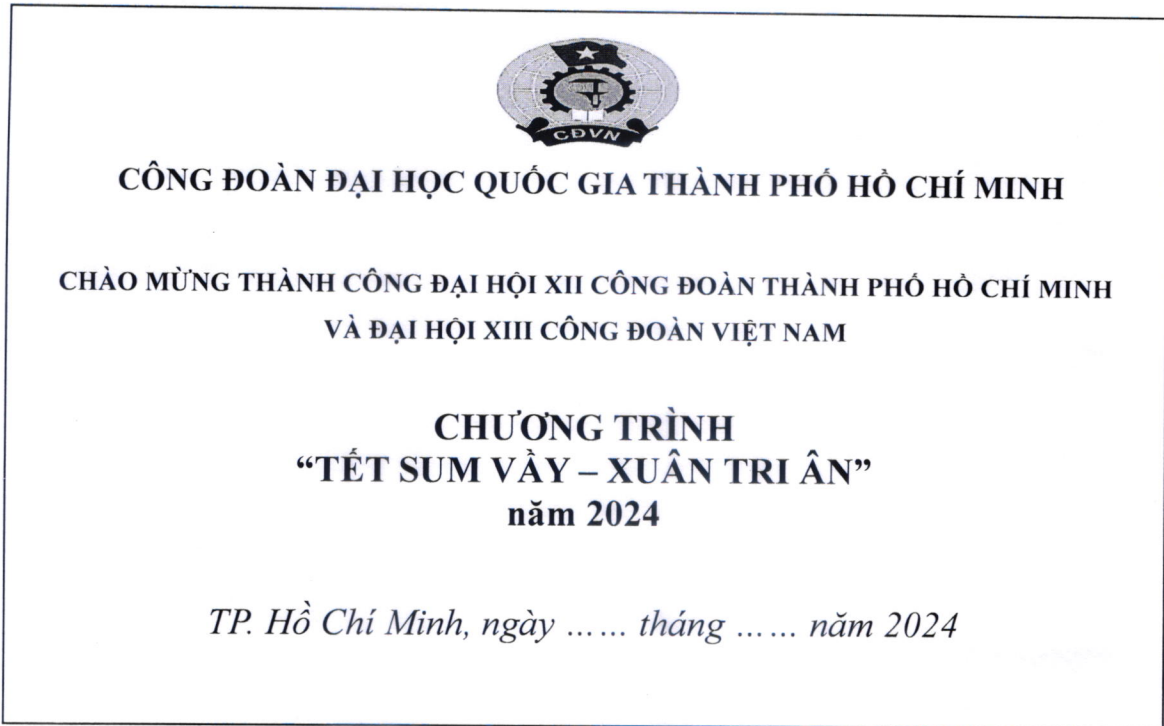 CĐVN
CÔNG ĐOÀN ĐẠI HỌC QUỐC GIA THÀNH PHỐ HỒ CHÍ MINH
CHÀO MỪNG THÀNH CÔNG ĐẠI HỘI XII CÔNG ĐOÀN THÀNH PHỐ HỒ CHÍ MINH
VÀ ĐẠI HỘI XIII CÔNG ĐOÀN VIỆT NAM
CHƯƠNG TRÌNH
“TẾT SUM VẦY – XUÂN TRI ÂN”
năm 2024
TP. Hồ Chí Minh, ngày …… tháng …… năm 2024